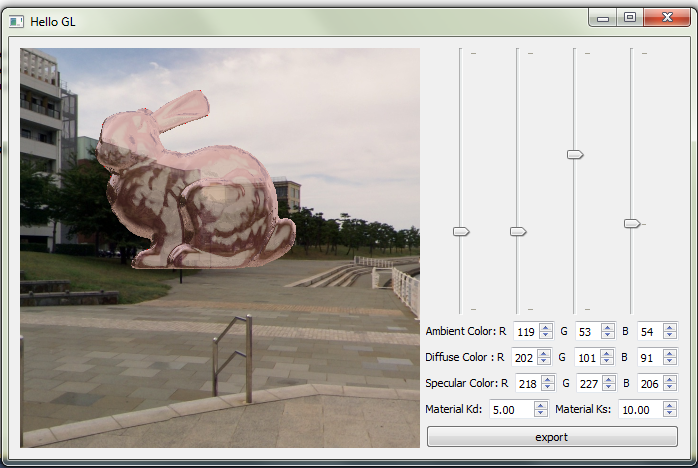 Hello GL
Ambient Color: R 119 G 53 B 54
Diffuse Color : R 202 G 101 B 91
Specular Color: R 218 G 227 B 206
Material Kd: 5.00 Material Ks: 10.00
export